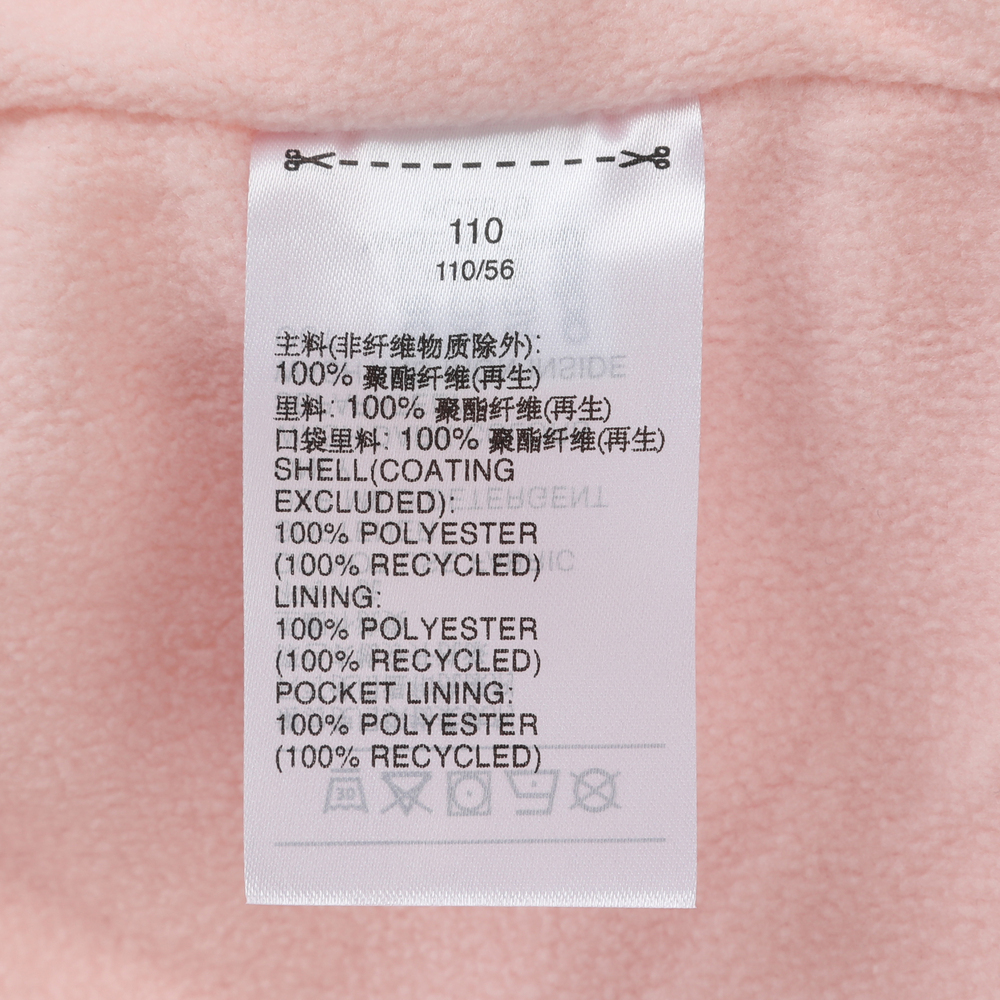 110
110/56
主料(非纤维物质除外):
100% 聚酯纤维(再生)
里料: 100% 聚酯纤维(再生)
口袋里料: 100% 聚酯纤维(再生)
SHELL(COATING
EXCLUDED):
100% POLYESTER
(100% RECYCLED)
LINING:
100% POLYESTER
(100% RECYCLED)
POCKET LINING:
100% POLYESTER
(100% RECYCLED)
30